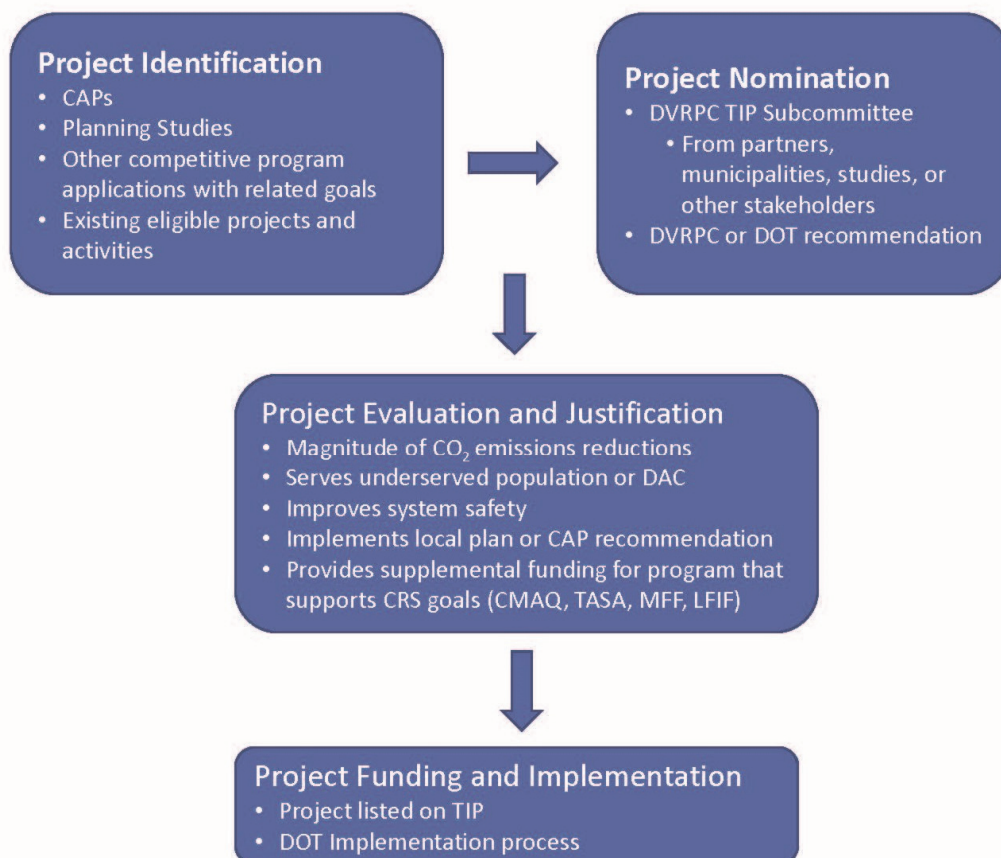 Project Identification
• CAPs
• Planning Studies
• Other competitive program
applications with related goals
• Existing eligible projects and
activities
Project Nomination
• DVRPC TIP Subcommittee
• From partners,
municipalities, studies, or
other stakeholders
• DVRPC or DOT recommendation
Project Evaluation and Justification
• Magnitude of CO₂ emissions reductions
• Serves underserved population or DAC
• Improves system safety
• Implements local plan or CAP recommendation
• Provides supplemental funding for program that
supports CRS goals (CMAQ, TASA, MFF, LFIF)
Project Funding and Implementation
• Project listed on TIP
• DOT Implementation process